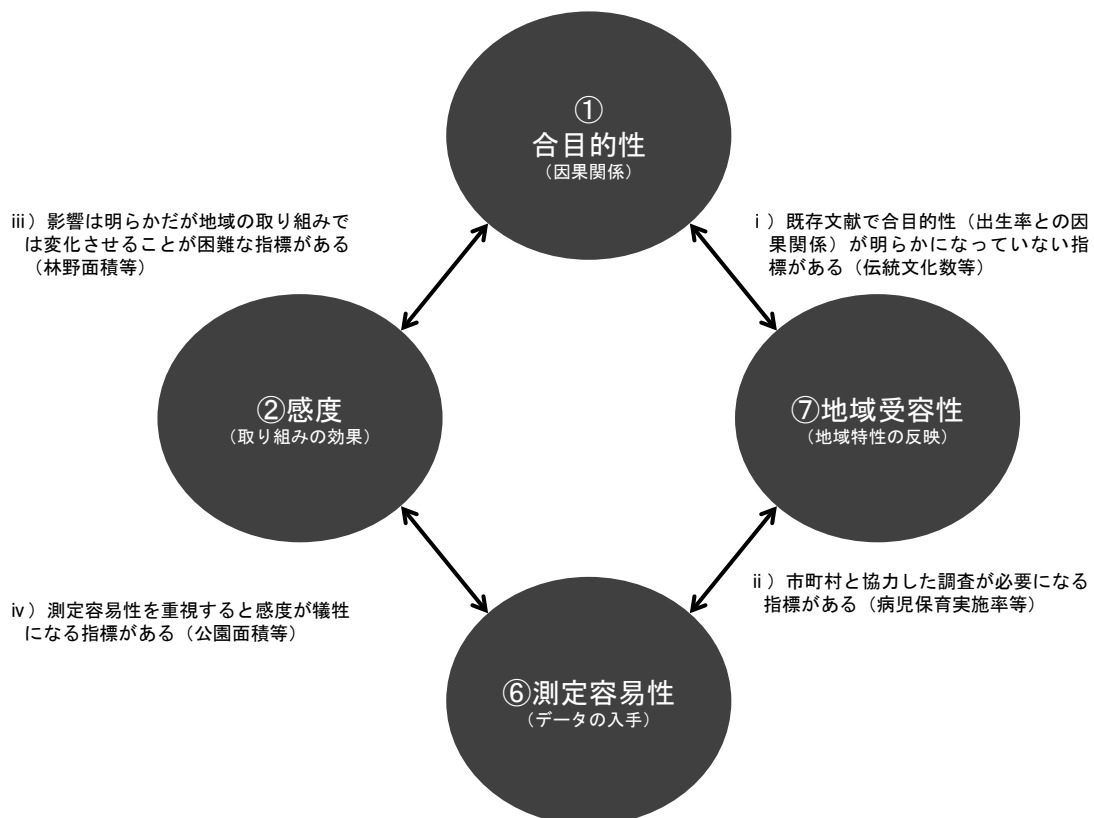 ①
合目的性
（因果関係）
iii）影響は明らかだが地域の取り組みで
は変化させることが困難な指標がある
（林野面積等）
i）既存文献で合目的性（出生率との因
果関係）が明らかになっていない指
標がある（伝統文化数等）
②感度
（取り組みの効果）
⑦地域受容性
（地域特性の反映）
iv）測定容易性を重視すると感度が犠牲
になる指標がある（公園面積等）
ii）市町村と協力した調査が必要になる
指標がある（病児保育実施率等）
⑥測定容易性
（データの入手）